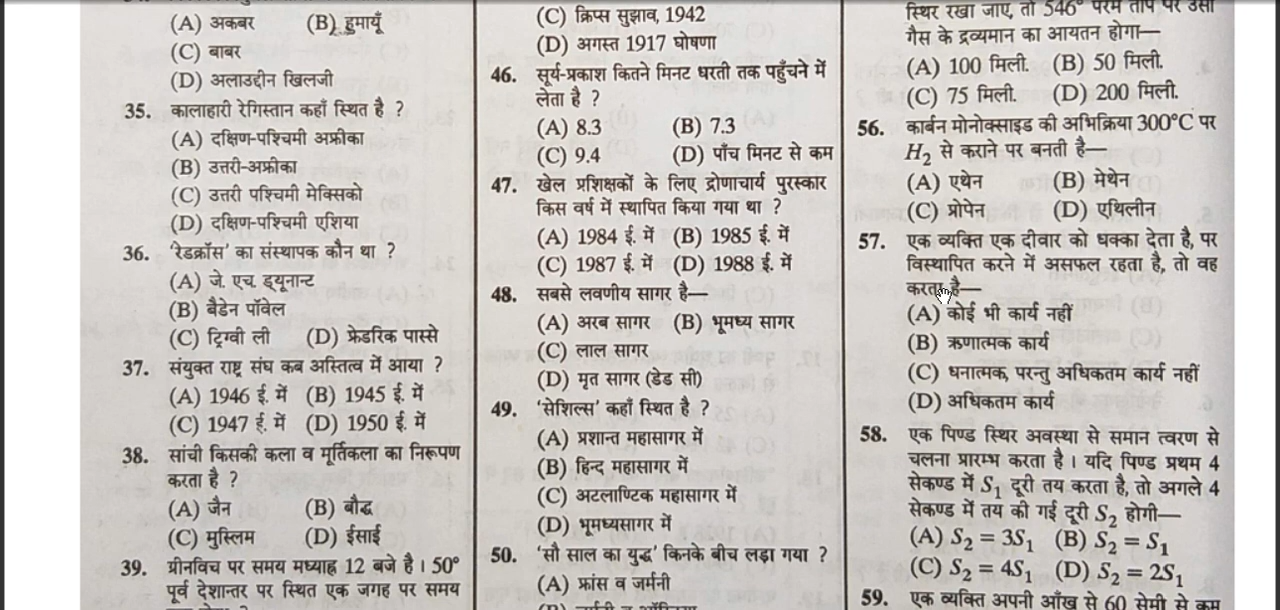 (A) अकबर (B) हुमायूँ
(C) बाबर
(D) अलाउद्दीन खिलजी
35. कालाहारी रेगिस्तान कहाँ स्थित है ?
(A) दक्षिण-पश्चिमी अफ्रीका
(B) उत्तरी-अफ्रीका
(C) उत्तरी पश्चिमी मेक्सिको
(D) दक्षिण-पश्चिमी एशिया
36. 'रेडक्रॉस' का संस्थापक कौन था ?
(A) जे. एच. ड्यूनान्ट
(B) बैडेन पॉवेल
(C) ट्रिग्वी ली (D) फ्रेडरिक पास्से
37. संयुक्त राष्ट्र संघ कब अस्तित्व में आया ?
(A) 1946 ई. में (B) 1945 ई. में
(C) 1947 ई. में (D) 1950 ई. में
38. सांची किसकी कला व मूर्तिकला का निरूपण
करता है ?
(A) जैन (B) बौद्ध
(C) मुस्लिम (D) ईसाई
39. ग्रीनविच पर समय मध्याह्न 12 बजे है। 50°
पूर्व देशान्तर पर स्थित एक जगह पर समय
(C) क्रिप्स सुझाव, 1942
(D) अगस्त 1917 घोषणा
46. सूर्य-प्रकाश कितने मिनट धरती तक पहुँचने में
लेता है ?
(A) 8.3 (B) 7.3
(C) 9.4 (D) पाँच मिनट से कम
47. खेल प्रशिक्षकों के लिए द्रोणाचार्य पुरस्कार
किस वर्ष में स्थापित किया गया था ?
(A) 1984 ई. में (B) 1985 ई. में
(C) 1987 ई. में (D) 1988 ई. में
48. सबसे लवणीय सागर है—
(A) अरब सागर (B) भूमध्य सागर
(C) लाल सागर
(D) मृत सागर (डेड सी)
49. 'सेशिल्स' कहाँ स्थित है ?
(A) प्रशान्त महासागर में
(B) हिन्द महासागर में
(C) अटलाण्टिक महासागर में
(D) भूमध्यसागर में
50. 'सौ साल का युद्ध' किनके बीच लड़ा गया ?
(A) फ्रांस व जर्मनी
स्थिर रखा जाए, तो 546° परम ताप पर उसी
गैस के द्रव्यमान का आयतन होगा—
(A) 100 मिली. (B) 50 मिली.
(C) 75 मिली. (D) 200 मिली.
56. कार्बन मोनोक्साइड की अभिक्रिया 300°C पर
H₂ से कराने पर बनती है—
(A) एथेन (B) मेथेन
(C) प्रोपेन (D) एथिलीन
57. एक व्यक्ति एक दीवार को धक्का देता है, पर
विस्थापित करने में असफल रहता है, तो वह
करता है—
(A) कोई भी कार्य नहीं
(B) ऋणात्मक कार्य
(C) धनात्मक, परन्तु अधिकतम कार्य नहीं
(D) अधिकतम कार्य
58. एक पिण्ड स्थिर अवस्था से समान त्वरण से
चलना प्रारम्भ करता है। यदि पिण्ड प्रथम 4
सेकण्ड में S₁ दूरी तय करता है, तो अगले 4
सेकण्ड में तय की गई दूरी S₂ होगी—
(A) S₂ = 3S₁ (B) S₂ = S₁
(C) S₂ = 4S₁ (D) S₂ = 2S₁
59. एक व्यक्ति अपनी आँख से 60 सेमी से कम